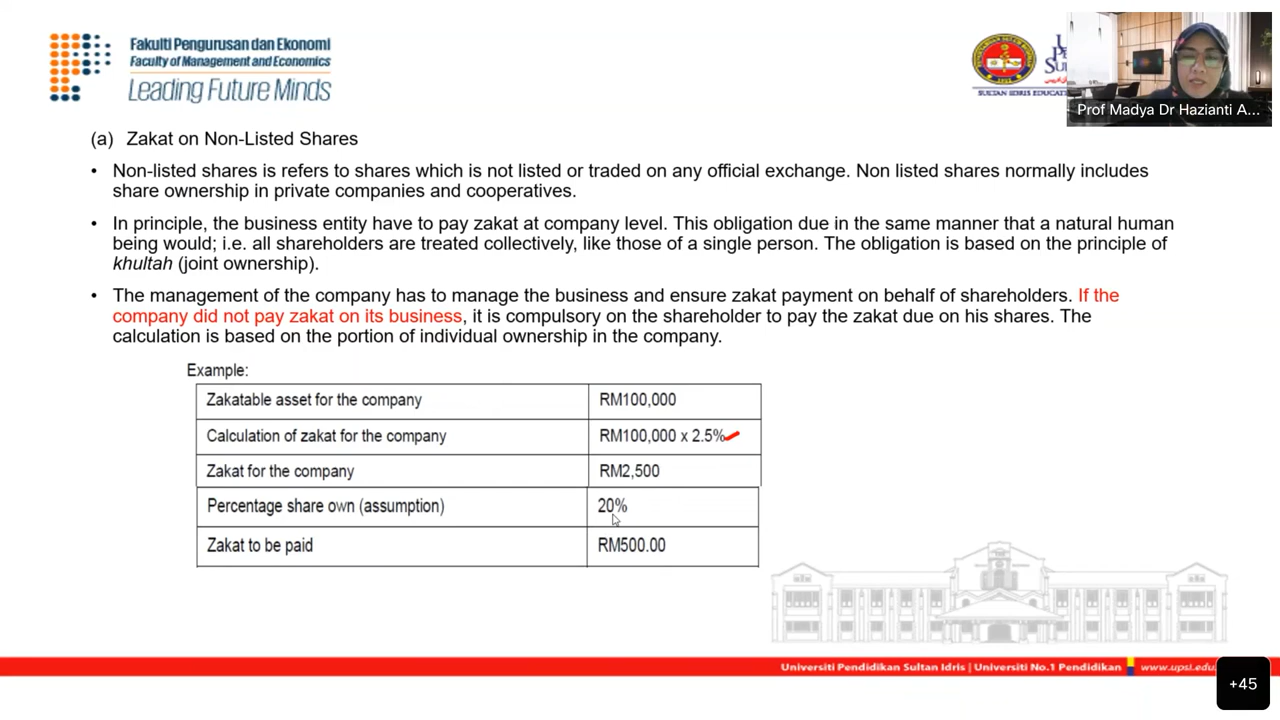 Fakulti Pengurusan dan Ekonomi
Faculty of Management and Economics
Leading Future Minds
SULTAN IDRIS EDUCAT
Prof Madya Dr Hazianti A...
(a) Zakat on Non-Listed Shares
• Non-listed shares is refers to shares which is not listed or traded on any official exchange. Non listed shares normally includes
share ownership in private companies and cooperatives.
• In principle, the business entity have to pay zakat at company level. This obligation due in the same manner that a natural human
being would; i.e. all shareholders are treated collectively, like those of a single person. The obligation is based on the principle of
khultah (joint ownership).
• The management of the company has to manage the business and ensure zakat payment on behalf of shareholders. If the
company did not pay zakat on its business, it is compulsory on the shareholder to pay the zakat due on his shares. The
calculation is based on the portion of individual ownership in the company.
Example:
Zakatable asset for the company RM100,000
Calculation of zakat for the company RM100,000 x 2.5%
Zakat for the company RM2,500
Percentage share own (assumption) 20%
Zakat to be paid RM500.00
Universiti Pendidikan Sultan Idris | Universiti No.1 Pendidikan www.upsi.edu
+45